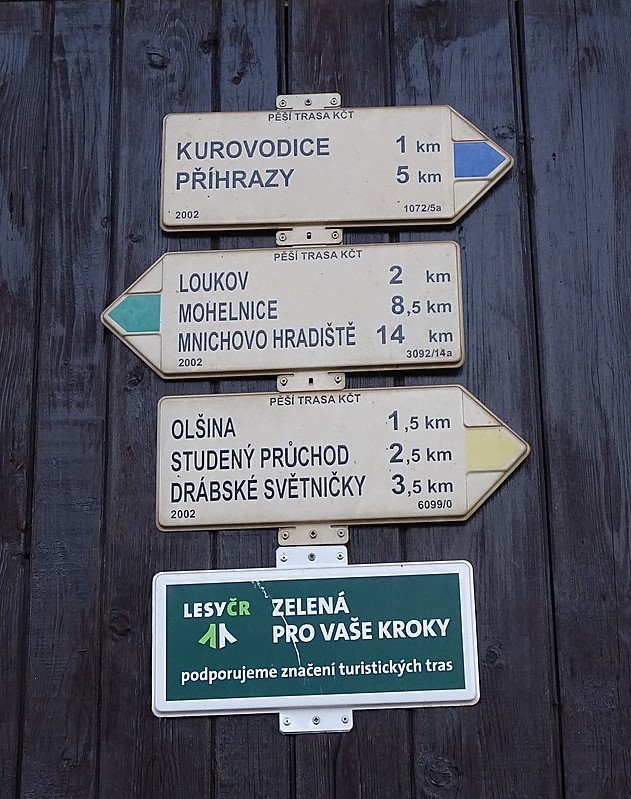 PĚŠÍ TRASA KČT
KUROVODICE 1 km
PŘÍHRAZY 5 km
2002 1072/5a
PĚŠÍ TRASA KČT
LOUKOV 2 km
MOHELNICE 8,5 km
MNICHOVO HRADIŠTĚ 14 km
2002 3092/14a
PĚŠÍ TRASA KČT
OLŠINA 1,5 km
STUDENÝ PRŮCHOD 2,5 km
DRÁBSKÉ SVĚTNIČKY 3,5 km
2002 6099/0
LESYČR ZELENÁ
PRO VAŠE KROKY
podporujeme značení turistických tras